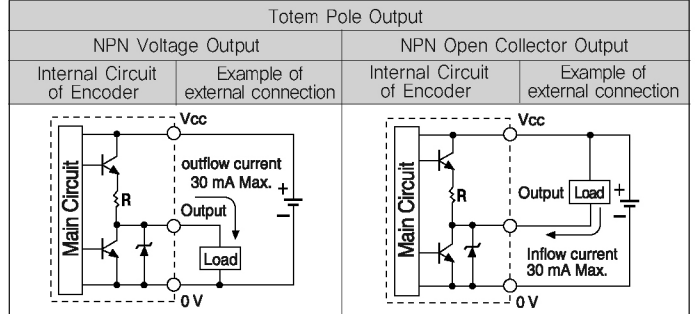 Totem Pole Output
NPN Voltage Output
NPN Open Collector Output
Internal Circuit
of Encoder
Example of
external connection
Internal Circuit
of Encoder
Example of
external connection
Main Circuit
Vcc
outflow current
30 mA Max.
+
−
R
Output
Load
0 V
Main Circuit
Vcc
R
Output
Load
+
−
Inflow current
30 mA Max.
0 V